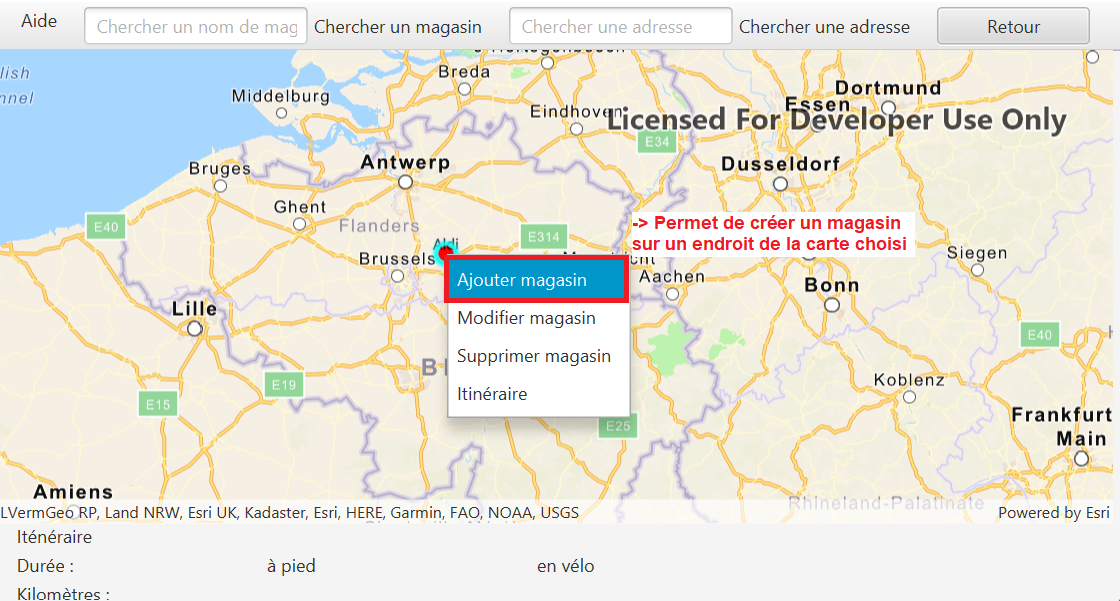 Aide
Chercher un nom de mag
Chercher un magasin
Chercher une adresse
Chercher une adresse
Retour
Breda
Middelburg
Eindhoven
Essen
Dortmund
Licensed For Developer Use Only
E34
Antwerp
Dusseldorf
Bruges
Ghent
Flanders
E40
E314
-> Permet de créer un magasin
sur un endroit de la carte choisi
Aldi
Brussels
Siegen
Aachen
Ajouter magasin
Bonn
Lille
Modifier magasin
E40
Supprimer magasin
B
E19
Koblenz
Itinéraire
E15
E25
Frankfurt
Main
Amiens
Rhineland-Palatinate
LVermGeo RP, Land NRW, Esri UK, Kadaster, Esri, HERE, Garmin, FAO, NOAA, USGS
Powered by Esri
Iténéraire
Durée :
à pied
en vélo
Kilomètres :